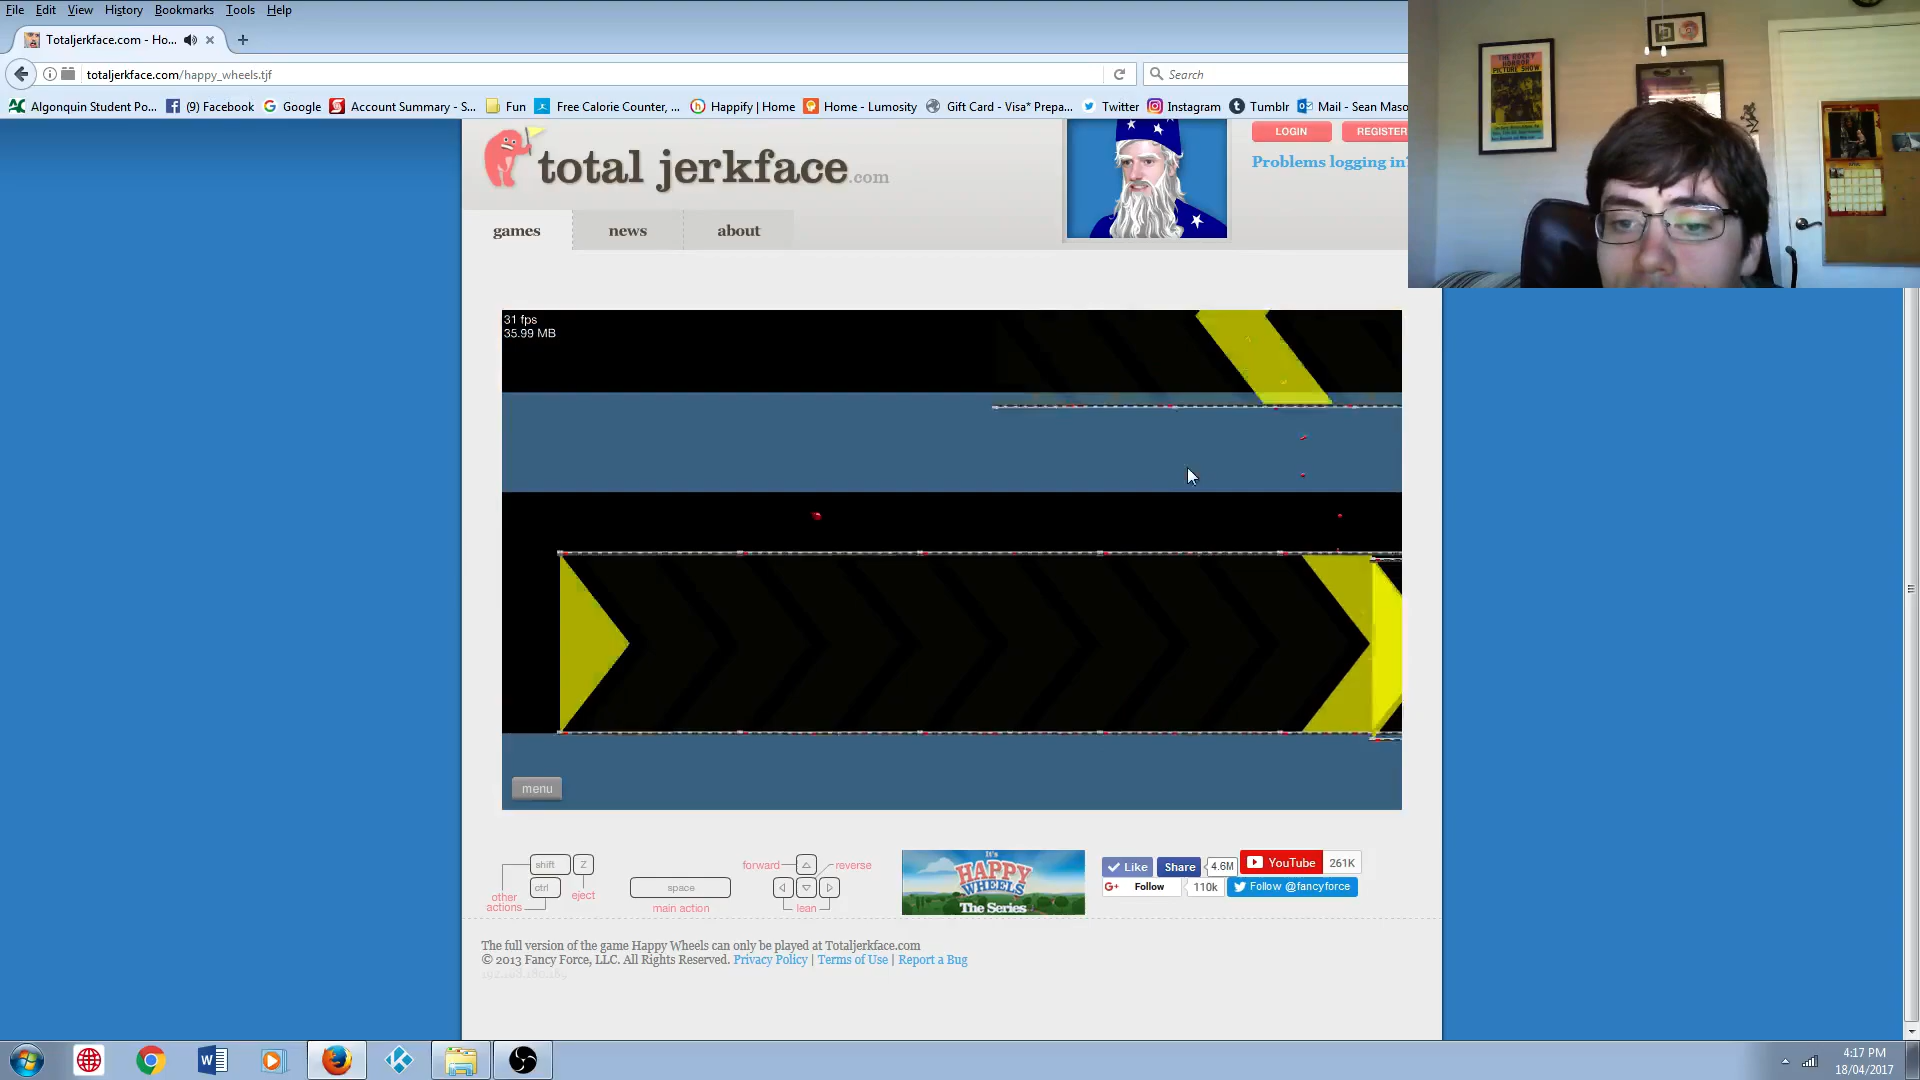 File Edit View History Bookmarks Tools Help
Totaljerkface.com - Ho...
totaljerkface.com/happy_wheels.tjf
Search
Algonquin Student Po... (9) Facebook Google Account Summary - S... Fun Free Calorie Counter, ... Happify | Home Home - Lumosity Gift Card - Visa* Prepa... Twitter Instagram Tumblr Mail - Sean Maso
THE ROCKY HORROR PICTURE SHOW
total jerkface.com
LOGIN REGISTER
Problems logging in?
games news about
31 fps
35.99 MB
menu
shift Z
ctrl
other actions
eject
space
main action
forward reverse
lean
It's HAPPY WHEELS The Series
Like Share 4.6M YouTube 261K
G+ Follow 110k Follow @fancyforce
The full version of the game Happy Wheels can only be played at Totaljerkface.com
© 2013 Fancy Force, LLC. All Rights Reserved. Privacy Policy | Terms of Use | Report a Bug
4:17 PM
18/04/2017